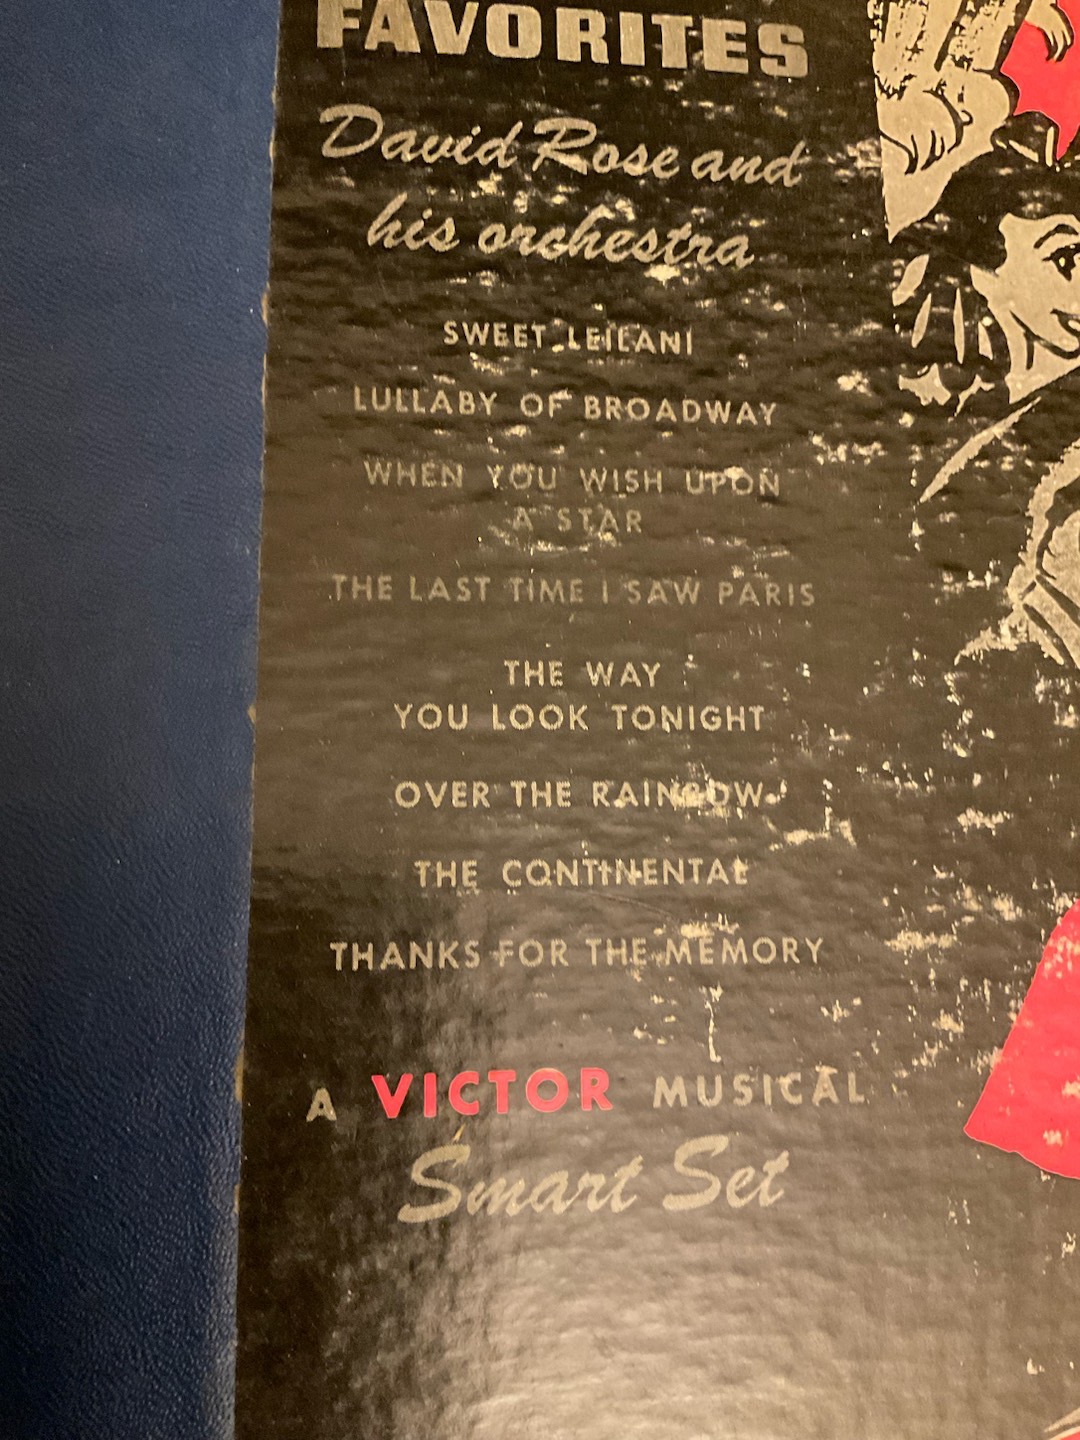 FAVORITES
David Rose and
his orchestra
SWEET LEILANI
LULLABY OF BROADWAY
WHEN YOU WISH UPON
A STAR
THE LAST TIME I SAW PARIS
THE WAY
YOU LOOK TONIGHT
OVER THE RAINBOW
THE CONTINENTAL
THANKS FOR THE MEMORY
A VICTOR MUSICAL
Smart Set